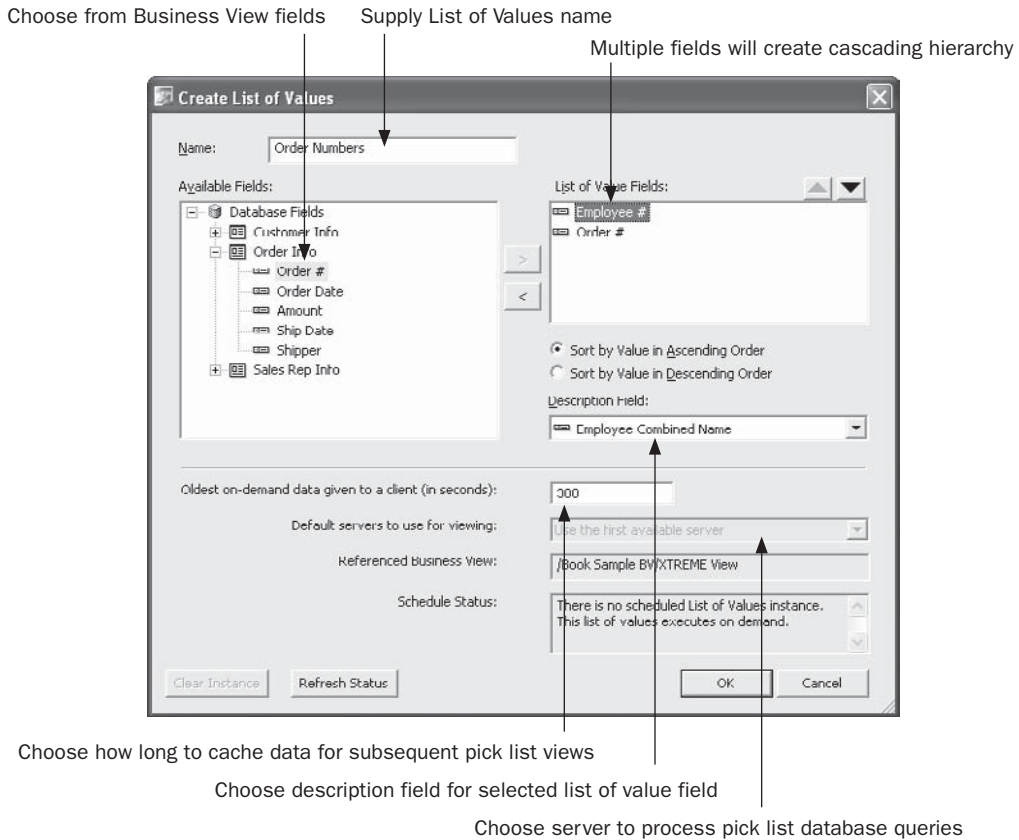 Choose from Business View fields
Supply List of Values name
Multiple fields will create cascading hierarchy
Create List of Values
Name:
Order Numbers
Available Fields:
List of Value Fields:
Database Fields
Customer Info
Order Info
Order #
Order Date
Amount
Ship Date
Shipper
Sales Rep Info
>
<
Employee #
Order #
Sort by Value in Ascending Order
Sort by Value in Descending Order
Description Field:
Employee Combined Name
Oldest on-demand data given to a client (in seconds):
Default servers to use for viewing:
Use the first available server
Referenced Business View:
/Book Sample BV/XTREME View
Schedule Status:
There is no scheduled List of Values instance.
This list of values executes on demand.
Clear Instance
Refresh Status
OK
Cancel
Choose how long to cache data for subsequent pick list views
Choose description field for selected list of value field
Choose server to process pick list database queries